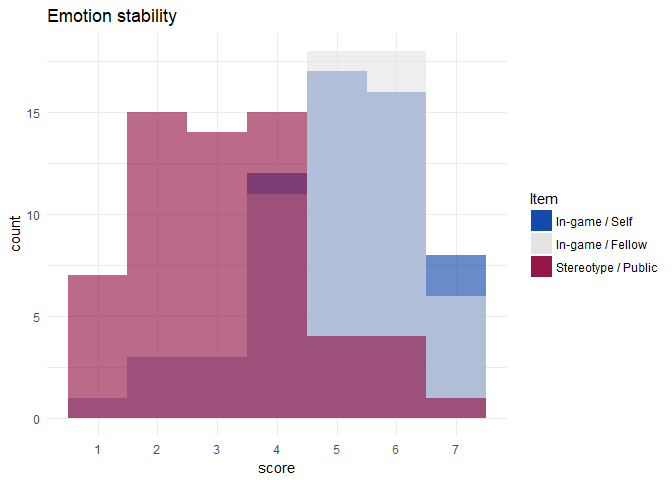 Emotion stability
count
15
10
5
0
1 2 3 4 5 6 7
score
Item
In-game / Self
In-game / Fellow
Stereotype / Public